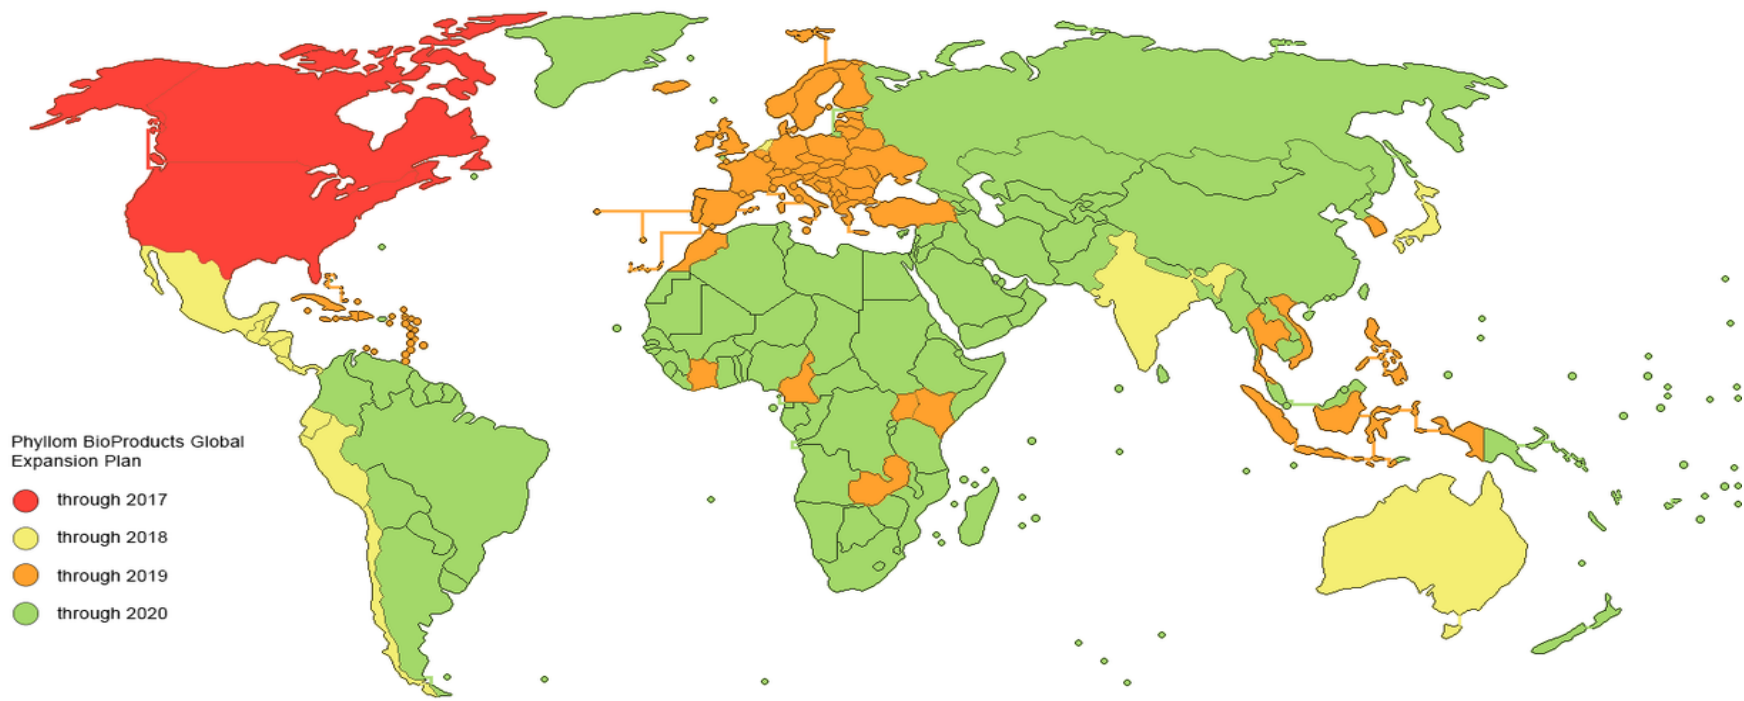 Phyllom BioProducts Global
Expansion Plan
through 2017
through 2018
through 2019
through 2020